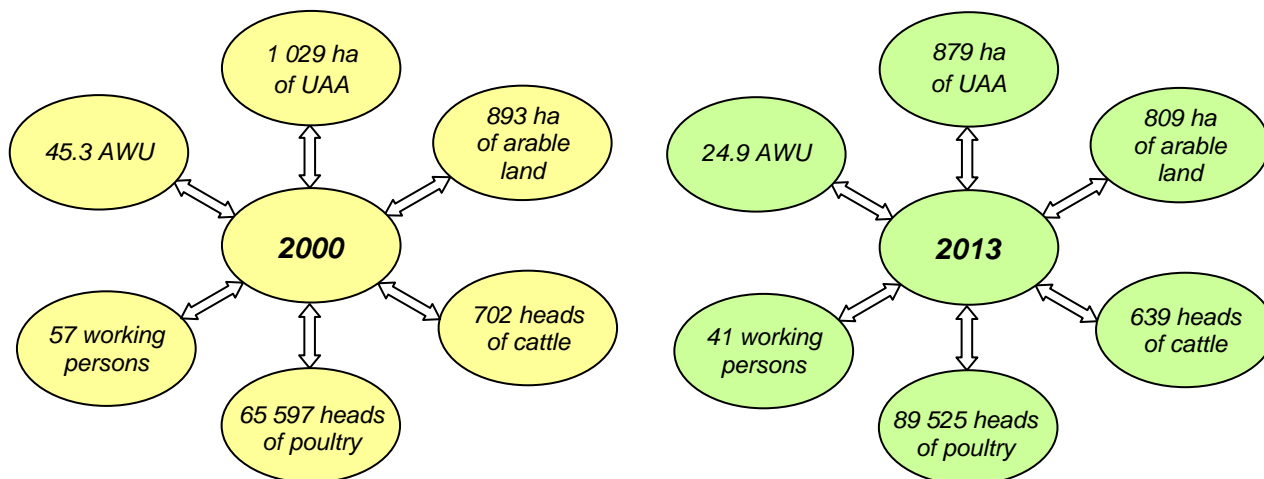 1 029 ha
of UAA
893 ha
of arable
land
45.3 AWU
2000
702 heads
of cattle
57 working
persons
65 597 heads
of poultry
879 ha
of UAA
809 ha
of arable
land
24.9 AWU
2013
639 heads
of cattle
41 working
persons
89 525 heads
of poultry